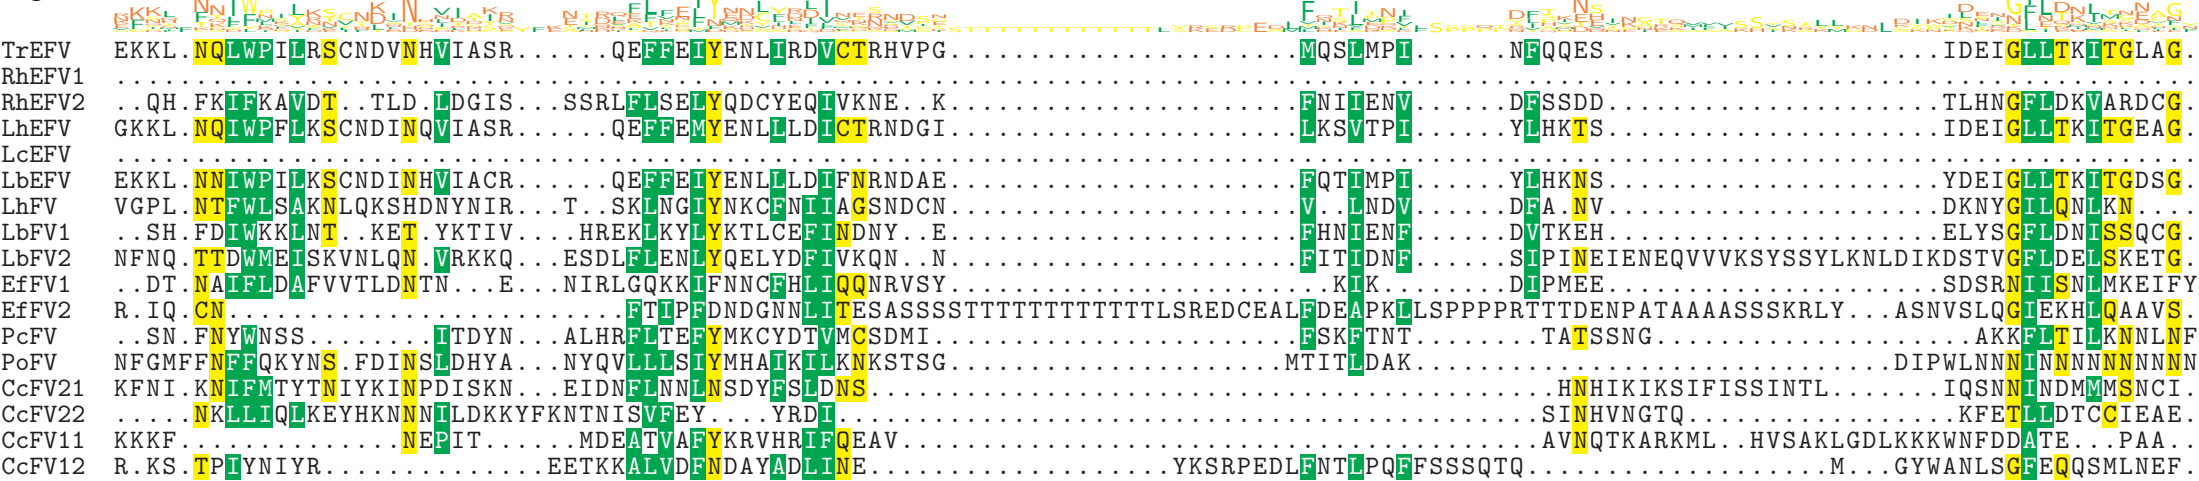 TrEFV EKKL.NQLWPILRSCNDVNHVIASR......QEFFEIYENLIRDVCTRHVPG......................MQSLMPI......NFQQES.....................IDEIGLLTKITGLAG.
RhEFV1 ..................................................................................................................................
RhEFV2 ..QH.FKIFKAVDT..TLD.LDGIS...SSRLFLSELYQDCYEQIVKNE..K......................FNIIENV......DFSSDD.....................TLHNGFLDKVARDCG.
LhEFV GKKL.NQIWPFLKSCNDINQVIASR......QEFFEMYENLLLDICTRNDGI......................LKSVTPI......YLHKTS.....................IDEIGLLTKITGEAG.
LcEFV ..................................................................................................................................
LbEFV EKKL.NNIWPILKSCNDINHVIACR......QEFFEIYENLLLDIFNRNDAE......................FQTIMPI......YLHKNS.....................YDEIGLLTKITGDSG.
LhFV VGPL.NTFWLSAKNLQKSHDNYNIR...T..SKLNGIYNKCFNIIAGSNDCN......................V..LNDV......DFA.NV.....................DKNYGILQNLKN....
LbFV1 ..SH.FDIWKKLNT..KET.YKTIV....HREKLKYLYKTLCEFINDNY..E......................FHNIENF......DVTKEH.....................ELYSGFLDNISSQCG.
LbFV2 NFNQ.TTDWMEISKVNLQN.VRKKQ...ESDLFLENLYQELYDFIVKQN..N......................FITIDNF......SIPINEIENEQVVVKSYSSYLKNLDIKDSTVGFLDELSKETG.
EfFV1 ..DT.NAIFLDAFVVTLDNTN...E...NIRLGQKKIFNNCFHLIQQNRVSY........................KIK........DIPMEE.....................SDSRNIISNLMKEIFY
EfFV2 R.IQ.CN.........................FTIPFDNDGNNLITESASSSSTTTTTTTTTTTTTLSREDCEALFDEAPKLLSPPPPRTTTDENPATAAAASSSKRLY...ASNVSLQGIEKHLQAAVS.
PcFV ..SN.FNYWNSS........ITDYN...ALHRFLTEFYMKCYDTVMCSDMI.......................FSKFTNT........TATSSNG....................AKKFLTILKNNLNF
PoFV NFGMFFNFFQKYNS.FDINSLDHYA...NYQVLLLSIYMHAIKILKNKSTSG.....................MTITLDAK..............................DIPWLNNNINNNNNNNNNN
CcFV21 KFNI.KNIFMTYTNIYKINPDISKN...EIDNFLNNLNSDYFSLDNS...........................................HNHIKIKSIFISSINTL.......IQSNNINDMMMSNCI.
CcFV22 .....NKLLIQLKEYHKNNNILDKKYFKNTNISVFEY....YRDI............................................SINHVNGTQ.................KFETLLDTCCIEAE.
CcFV11 KKKF..............NEPIT......MDEATVAFYKRVHRIFQEAV........................................AVNQTKARKML..HVSAKLGDLKKKWNFDDATE...PAA..
CcFV12 R.KS.TPIYNIYR..............EETKKALVDFNDAYADLINE...................YKSRPEDLFNTLPQFFSSSQTQ...................M...GYWANLSGFEQQSMLNEF.